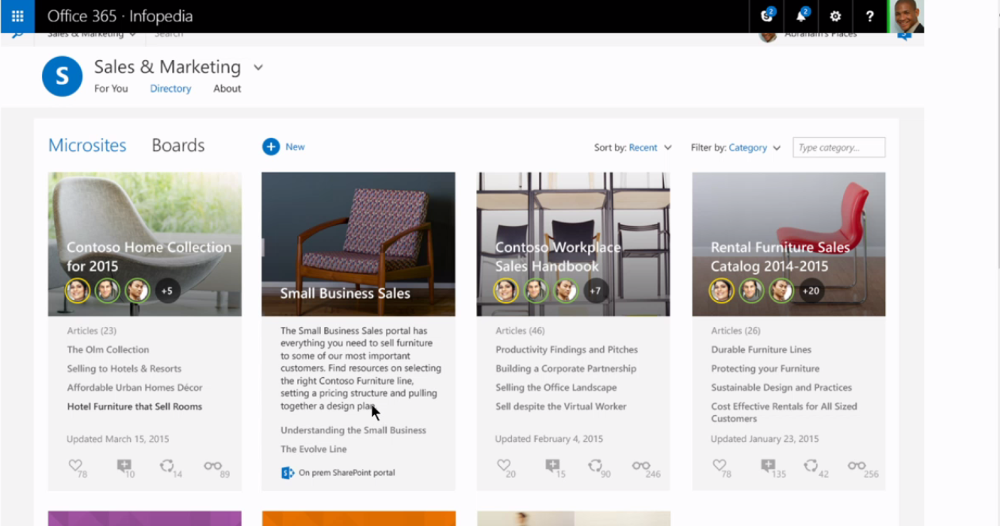 Office 365 · Infopedia
2
2
?
Sales & Marketing
Search
Abraham's Places
S
Sales & Marketing
For You
Directory
About
Microsites
Boards
New
Sort by: Recent
Filter by: Category
Type category...
Contoso Home Collection
for 2015
+5
Articles (23)
The Olm Collection
Selling to Hotels & Resorts
Affordable Urban Homes Décor
Hotel Furniture that Sell Rooms
Updated March 15, 2015
78
10
14
89
Small Business Sales
The Small Business Sales portal has
everything you need to sell furniture
to some of our most important
customers. Find resources on selecting
the right Contoso Furniture line,
setting a pricing structure and pulling
together a design plan.
Understanding the Small Business
The Evolve Line
On prem SharePoint portal
Contoso Workplace
Sales Handbook
+7
Articles (46)
Productivity Findings and Pitches
Building a Corporate Partnership
Selling the Office Landscape
Sell despite the Virtual Worker
Updated February 4, 2015
20
15
90
246
Rental Furniture Sales
Catalog 2014-2015
+20
Articles (26)
Durable Furniture Lines
Protecting your Furniture
Sustainable Design and Practices
Cost Effective Rentals for All Sized
Customers
Updated January 23, 2015
78
135
42
256